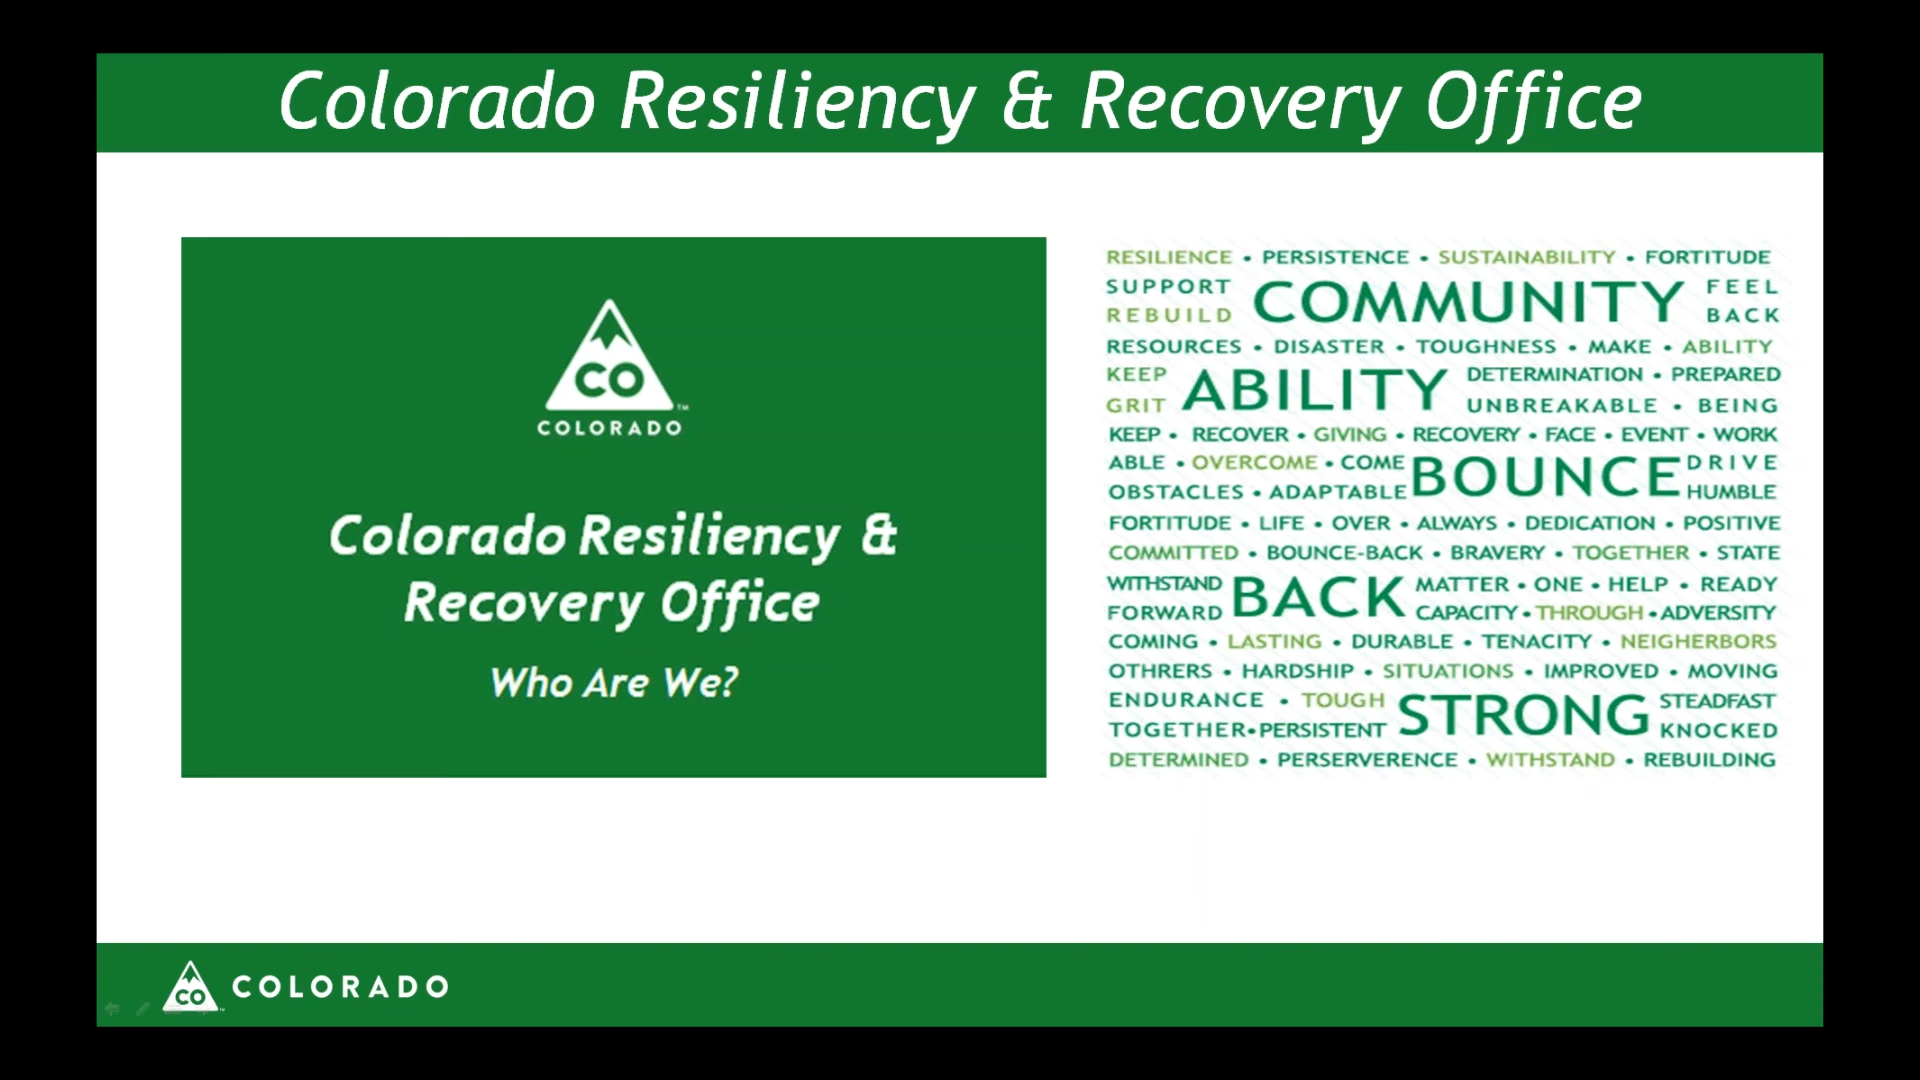 Colorado Resiliency & Recovery Office
CO
COLORADO
Colorado Resiliency &
Recovery Office
Who Are We?
RESILIENCE • PERSISTENCE • SUSTAINABILITY • FORTITUDE
SUPPORT COMMUNITY FEEL
REBUILD BACK
RESOURCES • DISASTER • TOUGHNESS • MAKE • ABILITY
KEEP ABILITY DETERMINATION • PREPARED
GRIT UNBREAKABLE • BEING
KEEP • RECOVER • GIVING • RECOVERY • FACE • EVENT • WORK
ABLE • OVERCOME • COME BOUNCE DRIVE
OBSTACLES • ADAPTABLE HUMBLE
FORTITUDE • LIFE • OVER • ALWAYS • DEDICATION • POSITIVE
COMMITTED • BOUNCE-BACK • BRAVERY • TOGETHER • STATE
WITHSTAND BACK MATTER • ONE • HELP • READY
FORWARD CAPACITY • THROUGH • ADVERSITY
COMING • LASTING • DURABLE • TENACITY • NEIGHERBORS
OTHRERS • HARDSHIP • SITUATIONS • IMPROVED • MOVING
ENDURANCE • TOUGH STRONG STEADFAST
TOGETHER • PERSISTENT KNOCKED
DETERMINED • PERSERVERENCE • WITHSTAND • REBUILDING
CO COLORADO